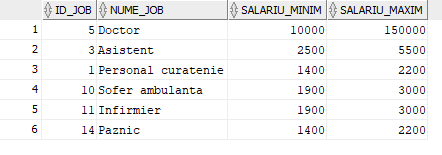 ID_JOB NUME_JOB SALARIU_MINIM SALARIU_MAXIM
1 5 Doctor 10000 150000
2 3 Asistent 2500 5500
3 1 Personal curatenie 1400 2200
4 10 Sofer ambulanta 1900 3000
5 11 Infirmier 1900 3000
6 14 Paznic 1400 2200